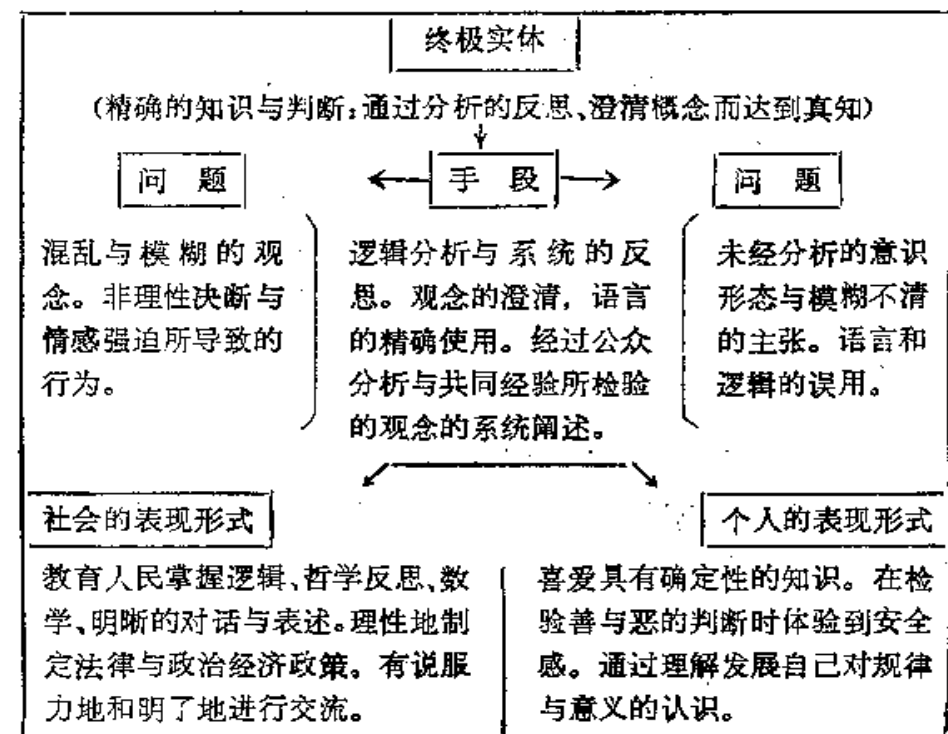 终极实体
(精确的知识与判断:通过分析的反思、澄清概念而达到真知)
问 题
手 段
问 题
混乱与模糊的观
念。非理性决断与
情感强迫所导致的
行为。
逻辑分析与系统的反
思。观念的澄清,语言
的精确使用。经过公众
分析与共同经验所检验
的观念的系统阐述。
未经分析的意识
形态与模糊不清
的主张。语言和
逻辑的误用。
社会的表现形式
个人的表现形式
教育人民掌握逻辑、哲学反思、数
学、明晰的对话与表述。理性地制
定法律与政治经济政策。有说服
力地和明了地进行交流。
喜爱具有确定性的知识。在检
验善与恶的判断时体验到安全
感。通过理解发展自己对规律
与意义的认识。